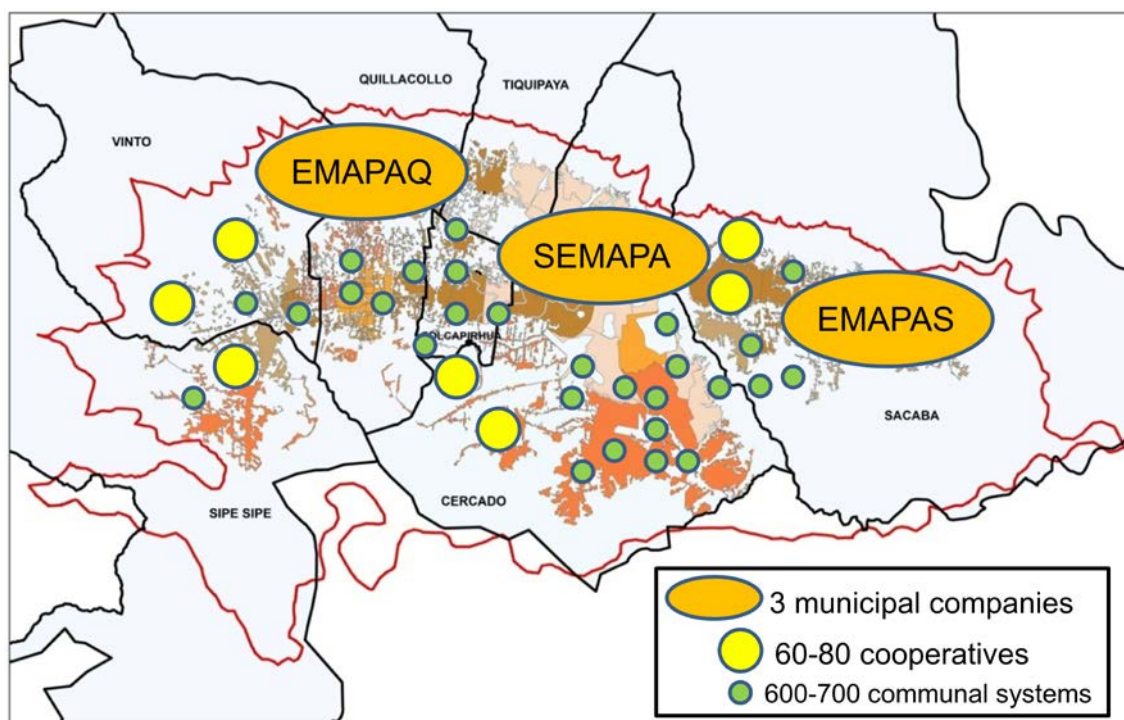 QUILLACOLLO
TIQUIPAYA
VINTO
EMAPAQ
SEMAPA
EMAPAS
COLCAPIRHUA
SACABA
CERCADO
SIPE SIPE
3 municipal companies
60-80 cooperatives
600-700 communal systems